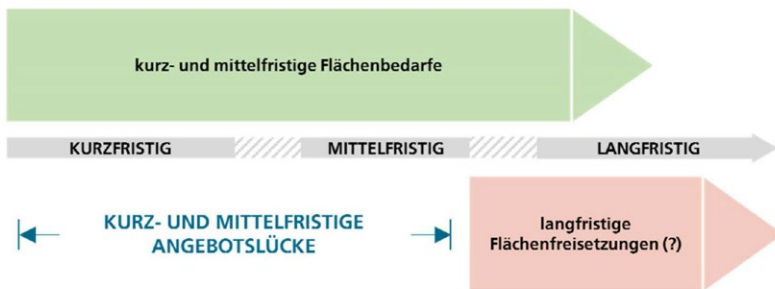 kurz- und mittelfristige Flächenbedarfe
KURZFRISTIG MITTELFRISTIG LANGFRISTIG
KURZ- UND MITTELFRISTIGE
ANGEBOTSLÜCKE
langfristige
Flächenfreisetzungen (?)